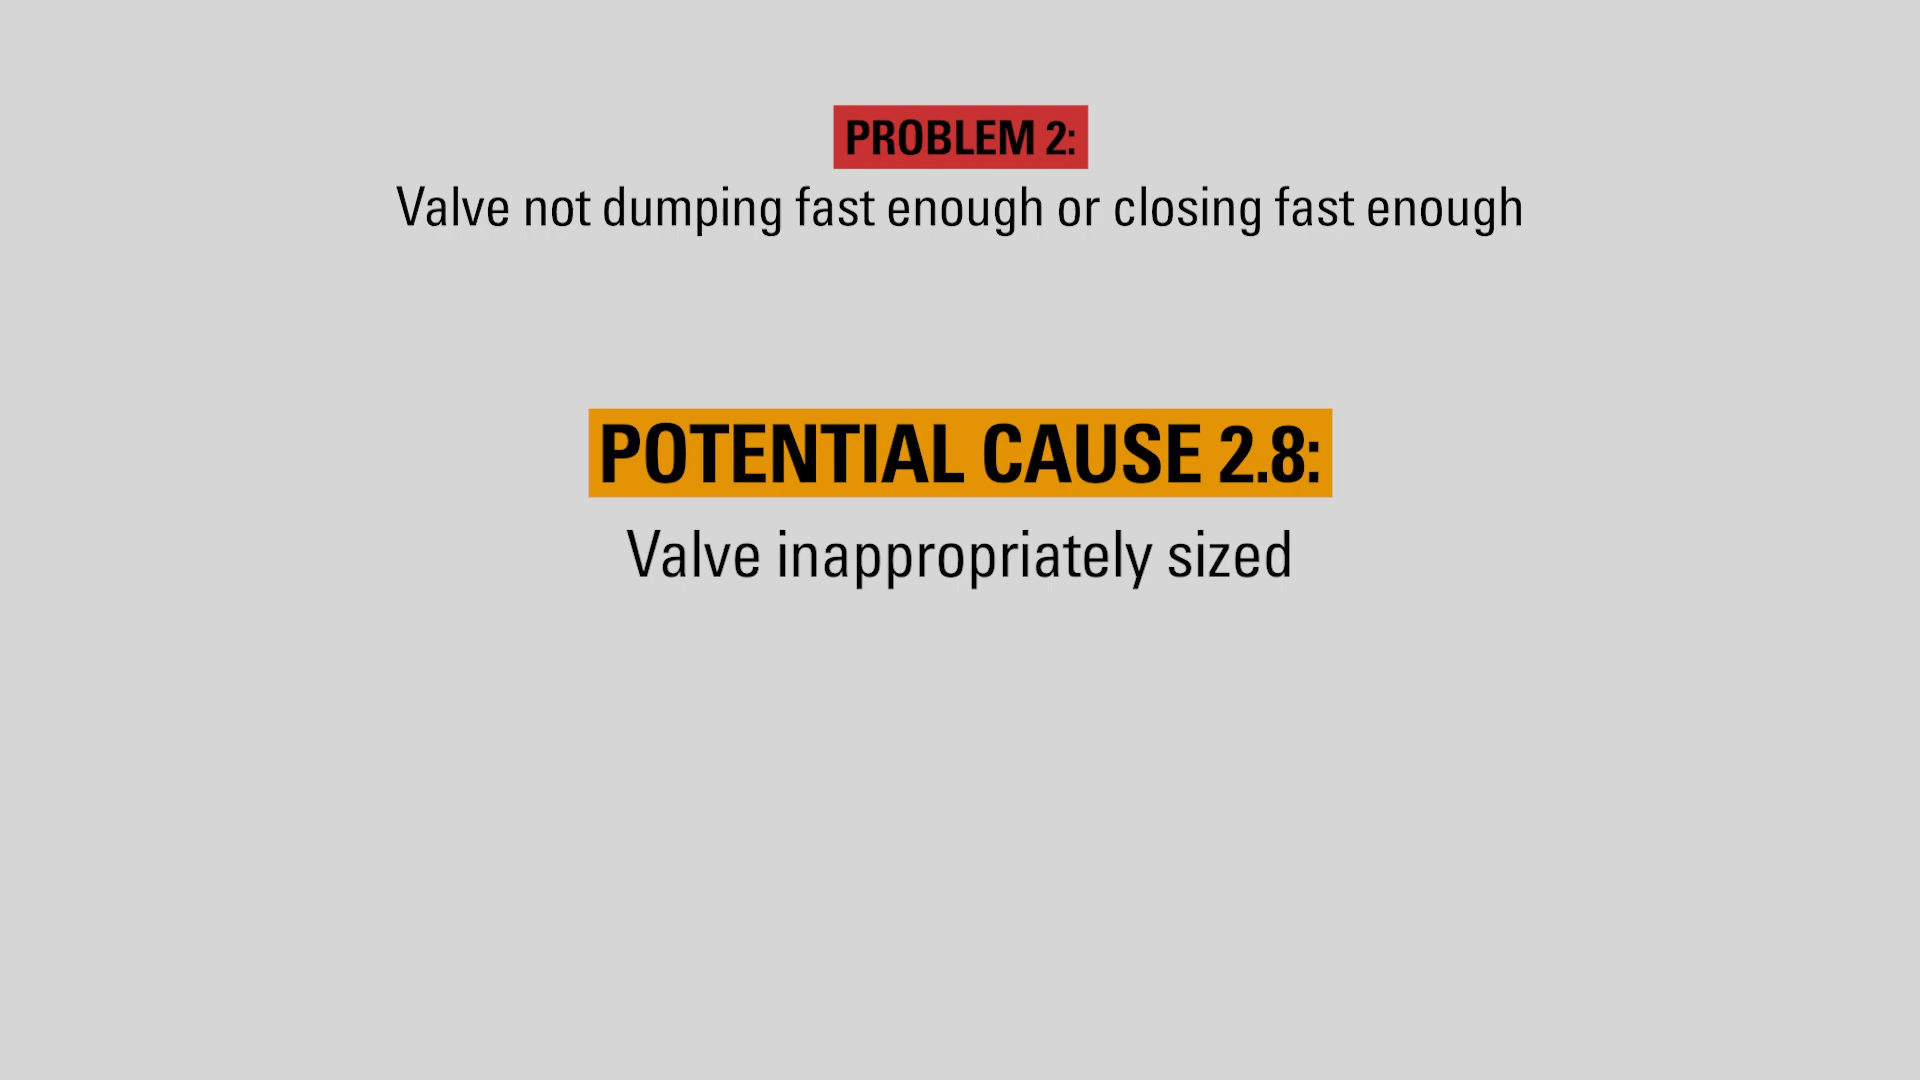 PROBLEM 2:
Valve not dumping fast enough or closing fast enough
POTENTIAL CAUSE 2.8:
Valve inappropriately sized